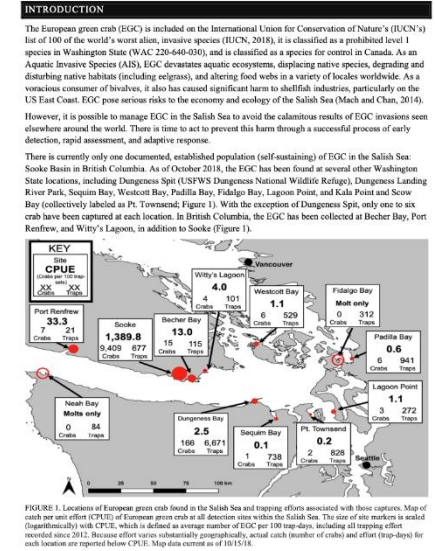 INTRODUCTION
The European green crab (EGC) is included on the International Union for Conservation of Nature's (IUCN's)
list of 100 of the world's worst alien, invasive species (IUCN, 2018), it is classified as a prohibited level 1
species in Washington State (WAC 220-640-030), and is classified as a species for control in Canada. As an
Aquatic Invasive Species (AIS), EGC devastates aquatic ecosystems, displacing native species, degrading and
disturbing native habitats (including eelgrass), and altering food webs in a variety of locales worldwide. As a
voracious consumer of bivalves, it also has caused significant harm to shellfish industries, particularly on the
US East Coast. EGC pose serious risks to the economy and ecology of the Salish Sea (Mach and Chan, 2014).
However, it is possible to manage EGC in the Salish Sea to avoid the calamitous results of EGC invasions seen
elsewhere around the world. There is time to act to prevent this harm through a successful process of early
detection, rapid assessment, and adaptive response.
There is currently only one documented, established population (self-sustaining) of EGC in the Salish Sea:
Sooke Basin in British Columbia. As of October 2018, the EGC has been found at several other Washington
State locations, including Dungeness Spit (USFWS Dungeness National Wildlife Refuge), Dungeness Landing
River Park, Sequim Bay, Westcott Bay, Padilla Bay, Fidalgo Bay, Lagoon Point, and Kala Point and Scow
Bay (collectively labeled as Pt. Townsend; Figure 1). With the exception of Dungeness Spit, only one to six
crab have been captured at each location. In British Columbia, the EGC has been collected at Becher Bay, Port
Renfrew, and Witty's Lagoon, in addition to Sooke (Figure 1).
KEY
Site
CPUE
(Crabs per 100 trap-sets)
XX XX
Crabs Traps
Vancouver
Witty's Lagoon
4.0
4 101
Crabs Traps
Westcott Bay
1.1
6 529
Crabs Traps
Fidalgo Bay
Molt only
0 312
Crabs Traps
Port Renfrew
33.3
7 21
Crabs Traps
Sooke
1,389.8
9,409 677
Crabs Traps
Becher Bay
13.0
15 115
Crabs Traps
Padilla Bay
0.6
6 941
Crabs Traps
Neah Bay
Molts only
0 84
Crabs Traps
Dungeness Bay
2.5
166 6,671
Crabs Traps
Sequim Bay
0.1
1 738
Crabs Traps
Pt. Townsend
0.2
2 828
Crabs Traps
Lagoon Point
1.1
3 272
Crabs Traps
Seattle
N
0 25 50 75 100 km
FIGURE 1. Locations of European green crab found in the Salish Sea and trapping efforts associated with those captures. Map of
catch per unit effort (CPUE) of European green crab at all detection sites within the Salish Sea. The size of site markers is scaled
(logarithmically) with CPUE, which is defined as average number of EGC per 100 trap-days, including all trapping effort
recorded since 2012. Because effort varies substantially geographically, actual catch (number of crabs) and effort (trap-days) for
each location are reported below CPUE. Map data current as of 10/15/18.